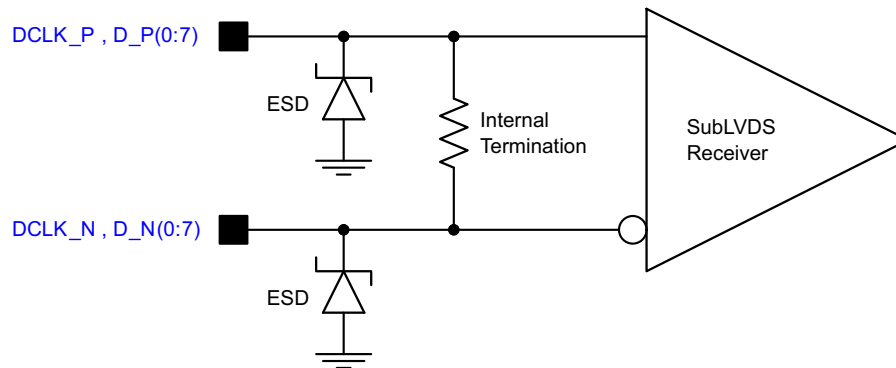 DCLK_P , D_P(0:7)
ESD
Internal
Termination
SubLVDS
Receiver
DCLK_N , D_N(0:7)
ESD